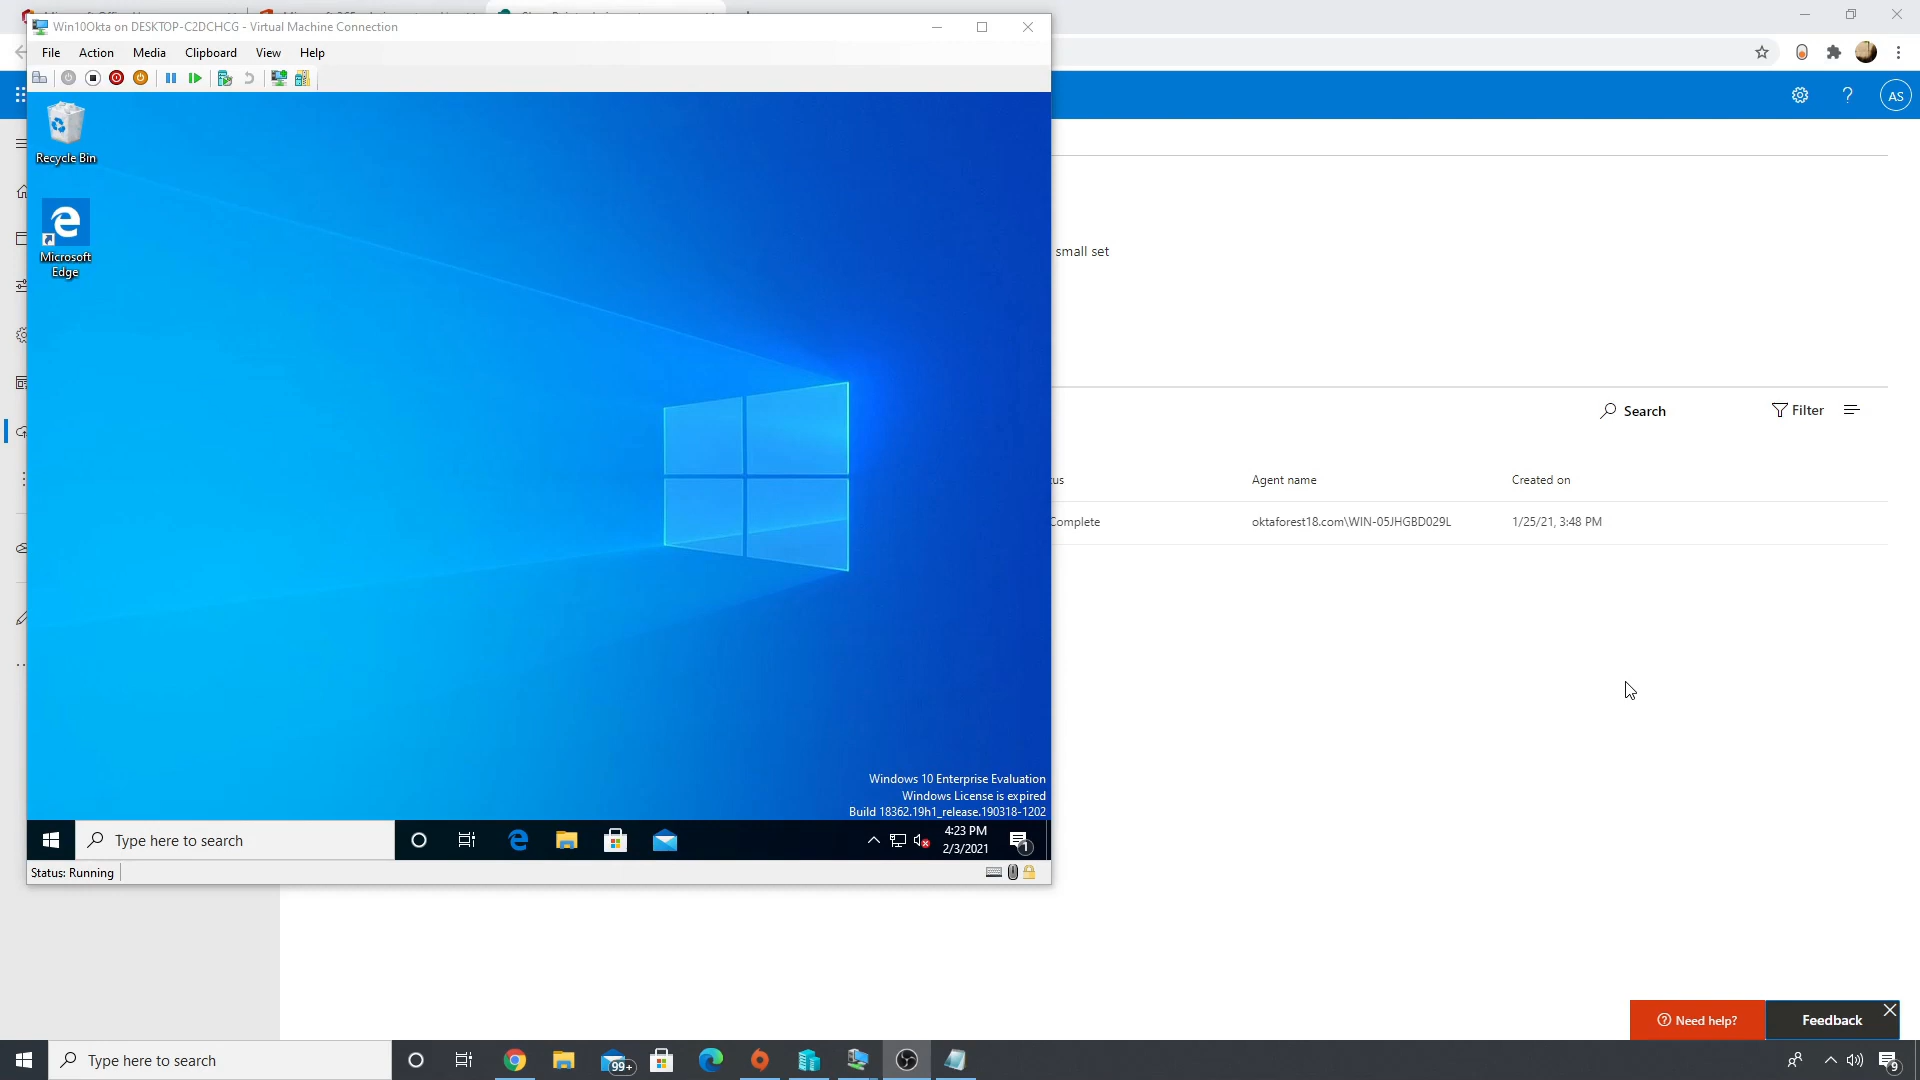 Win10Okta on DESKTOP-C2DCHCG - Virtual Machine Connection
File Action Media Clipboard View Help
AS
Recycle Bin
Microsoft
Edge
small set
Search
Filter
Agent name
Created on
Complete
oktaforest18.com\WIN-05JHGBD029L
1/25/21, 3:48 PM
Windows 10 Enterprise Evaluation
Windows License is expired
Build 18362.19h1_release.190318-1202
Type here to search
4:23 PM
2/3/2021
1
Status: Running
Need help?
Feedback
Type here to search
99+
9